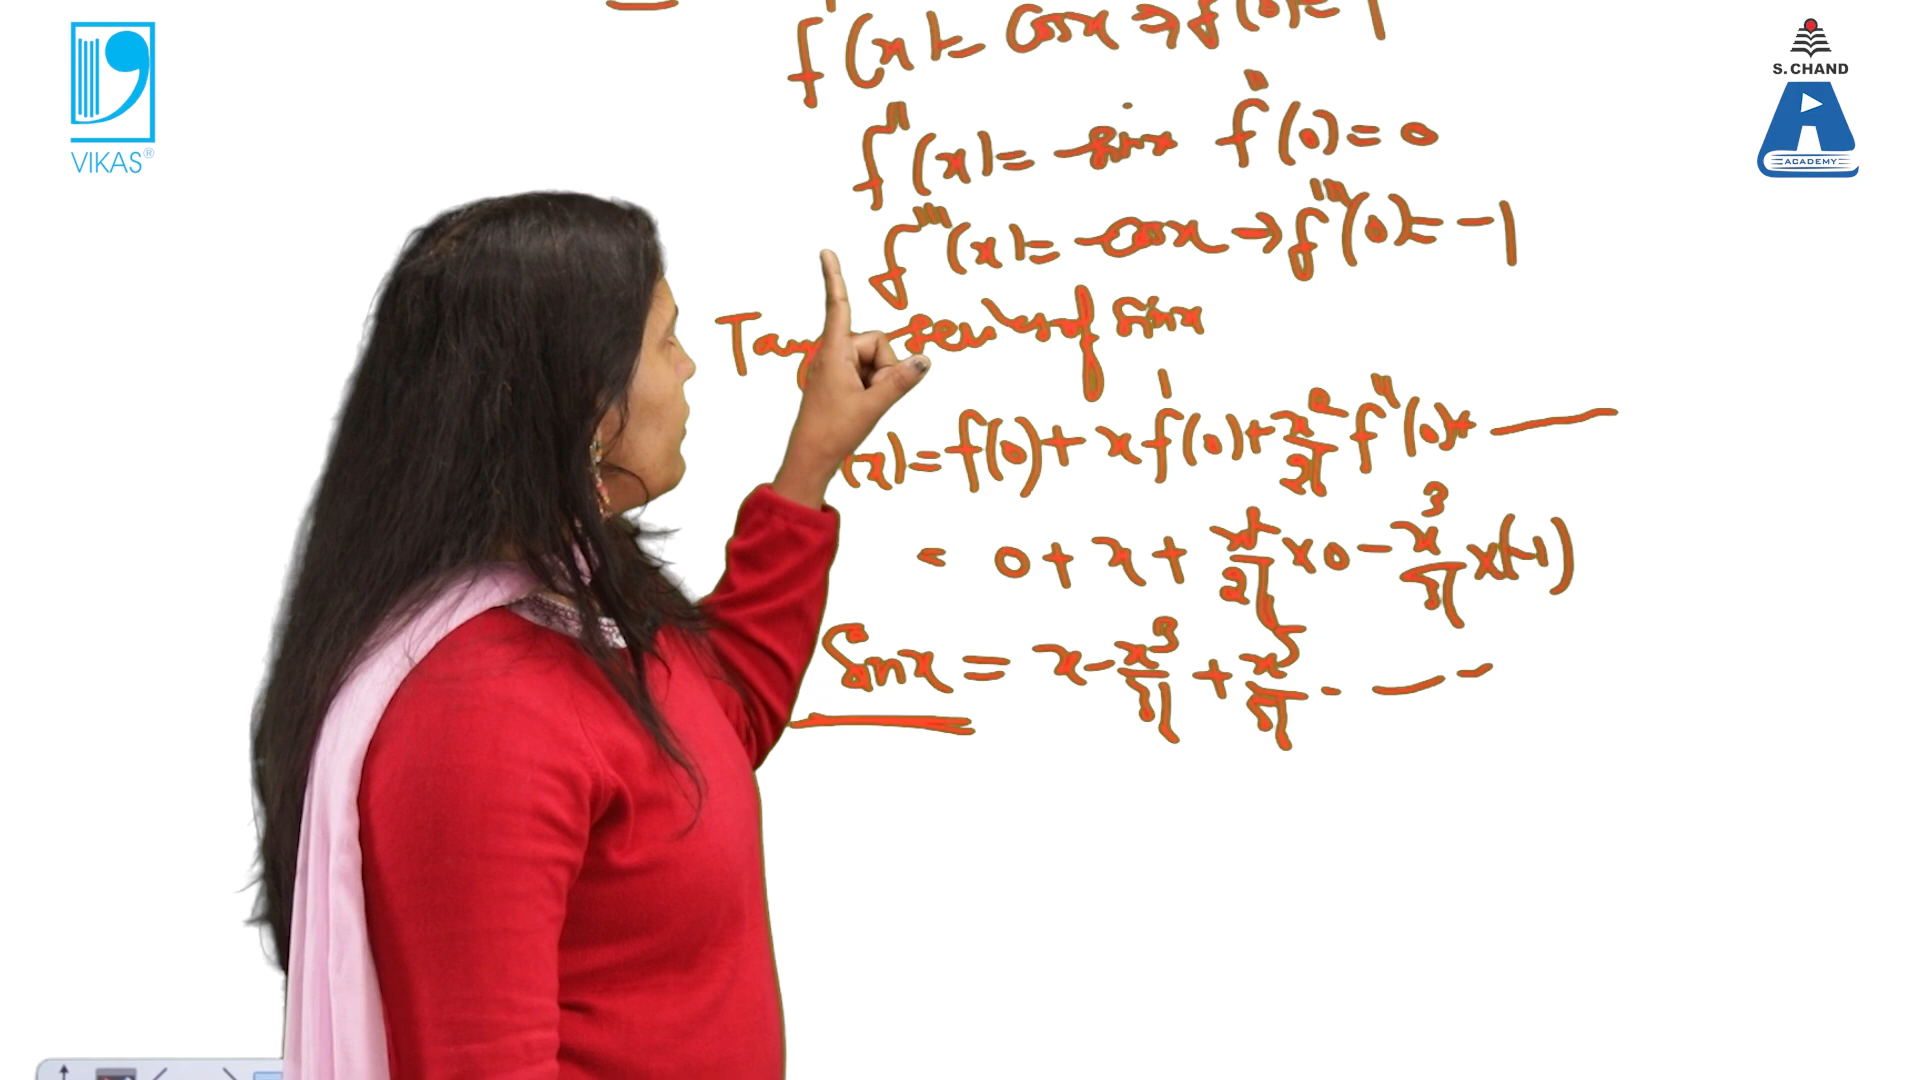 VIKAS®
S. CHAND
ACADEMY
f'(x) = cos x ⇒ f'(0) = 1
f''(x) = -sin x f''(0) = 0
f'''(x) = -cos x → f'''(0) = -1
series of sin x
(x) = f(0) + x f'(0) + x²/2! f''(0) + ——
= 0 + x + x²/2! × 0 - x³/3! × (-1)
Sin x = x - x³/3! + x⁵/5! - — -